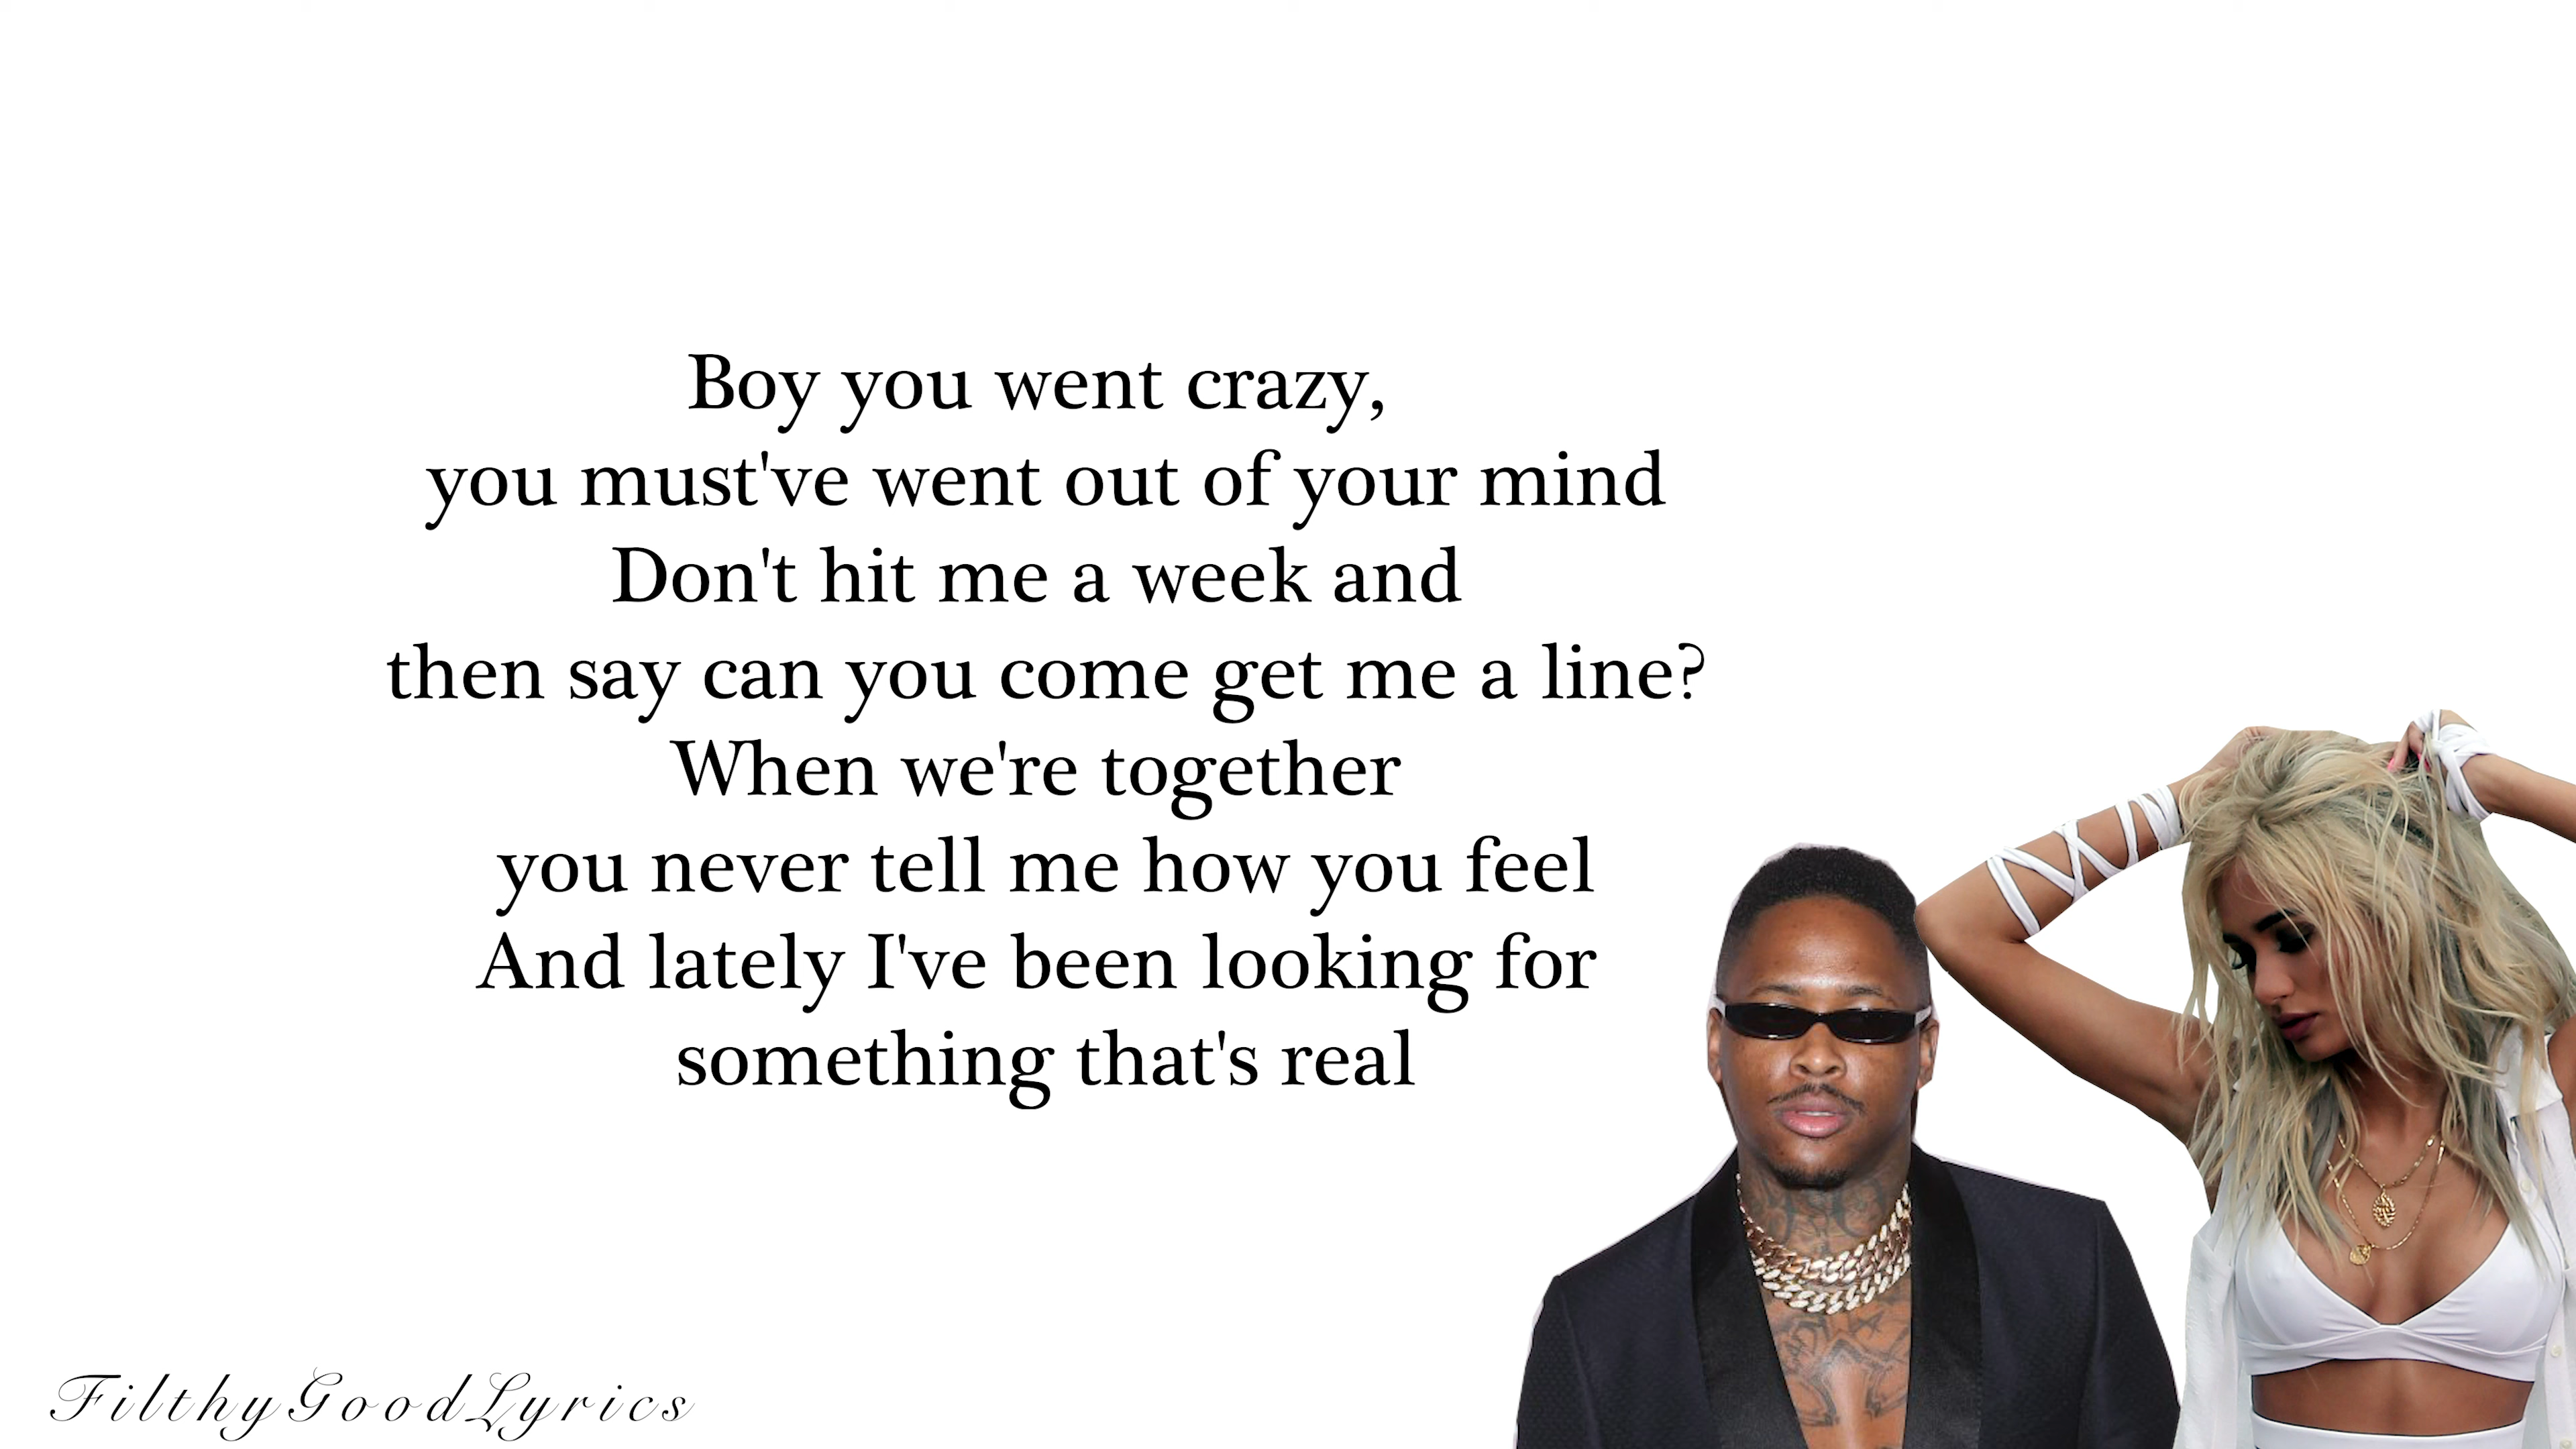 Boy you went crazy,
you must've went out of your mind
Don't hit me a week and
then say can you come get me a line?
When we're together
you never tell me how you feel
And lately I've been looking for
something that's real
FilthyGoodLyrics